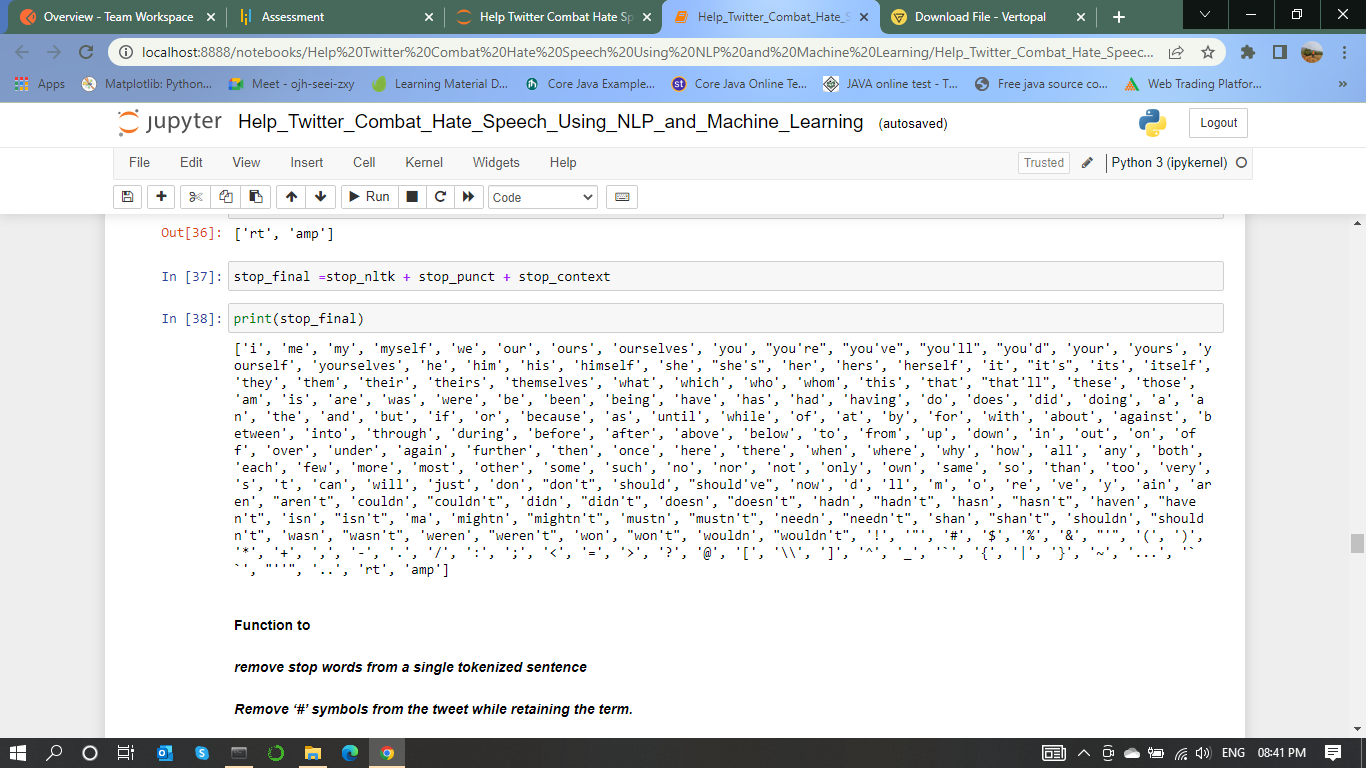 Overview - Team Workspace
Assessment
Help Twitter Combat Hate Sp
Help_Twitter_Combat_Hate_S
Download File - Vertopal
localhost:8888/notebooks/Help%20Twitter%20Combat%20Hate%20Speech%20Using%20NLP%20and%20Machine%20Learning/Help_Twitter_Combat_Hate_Speec...
Apps
Matplotlib: Python...
Meet - ojh-seei-zxy
Learning Material D...
Core Java Example...
Core Java Online Te...
JAVA online test - T...
Free java source co...
Web Trading Platfor...
»
jupyter Help_Twitter_Combat_Hate_Speech_Using_NLP_and_Machine_Learning (autosaved)
Logout
File Edit View Insert Cell Kernel Widgets Help
Trusted
Python 3 (ipykernel)
Run
Code
Out[36]: ['rt', 'amp']
In [37]: stop_final =stop_nltk + stop_punct + stop_context
In [38]: print(stop_final)
['i', 'me', 'my', 'myself', 'we', 'our', 'ours', 'ourselves', 'you', "you're", "you've", "you'll", "you'd", 'your', 'yours', 'y
ourself', 'yourselves', 'he', 'him', 'his', 'himself', 'she', "she's", 'her', 'hers', 'herself', 'it', "it's", 'its', 'itself',
'they', 'them', 'their', 'theirs', 'themselves', 'what', 'which', 'who', 'whom', 'this', 'that', "that'll", 'these', 'those',
'am', 'is', 'are', 'was', 'were', 'be', 'been', 'being', 'have', 'has', 'had', 'having', 'do', 'does', 'did', 'doing', 'a', 'a
n', 'the', 'and', 'but', 'if', 'or', 'because', 'as', 'until', 'while', 'of', 'at', 'by', 'for', 'with', 'about', 'against', 'b
etween', 'into', 'through', 'during', 'before', 'after', 'above', 'below', 'to', 'from', 'up', 'down', 'in', 'out', 'on', 'of
f', 'over', 'under', 'again', 'further', 'then', 'once', 'here', 'there', 'when', 'where', 'why', 'how', 'all', 'any', 'both',
'each', 'few', 'more', 'most', 'other', 'some', 'such', 'no', 'nor', 'not', 'only', 'own', 'same', 'so', 'than', 'too', 'very',
's', 't', 'can', 'will', 'just', 'don', "don't", 'should', "should've", 'now', 'd', 'll', 'm', 'o', 're', 've', 'y', 'ain', 'ar
en', "aren't", 'couldn', "couldn't", 'didn', "didn't", 'doesn', "doesn't", 'hadn', "hadn't", 'hasn', "hasn't", 'haven', "have
n't", 'isn', "isn't", 'ma', 'mightn', "mightn't", 'mustn', "mustn't", 'needn', "needn't", 'shan', "shan't", 'shouldn', "should
n't", 'wasn', "wasn't", 'weren', "weren't", 'won', "won't", 'wouldn', "wouldn't", '!', '"', '#', '$', '%', '&', "'", '(', ')',
'*', '+', ',', '-', '.', '/', ':', ';', '<', '=', '>', '?', '@', '[', '\\', ']', '^', '_', '`', '{', '|', '}', '~', '...', '`
`', "''", '..', 'rt', 'amp']
Function to
remove stop words from a single tokenized sentence
Remove ‘#’ symbols from the tweet while retaining the term.
ENG 08:41 PM